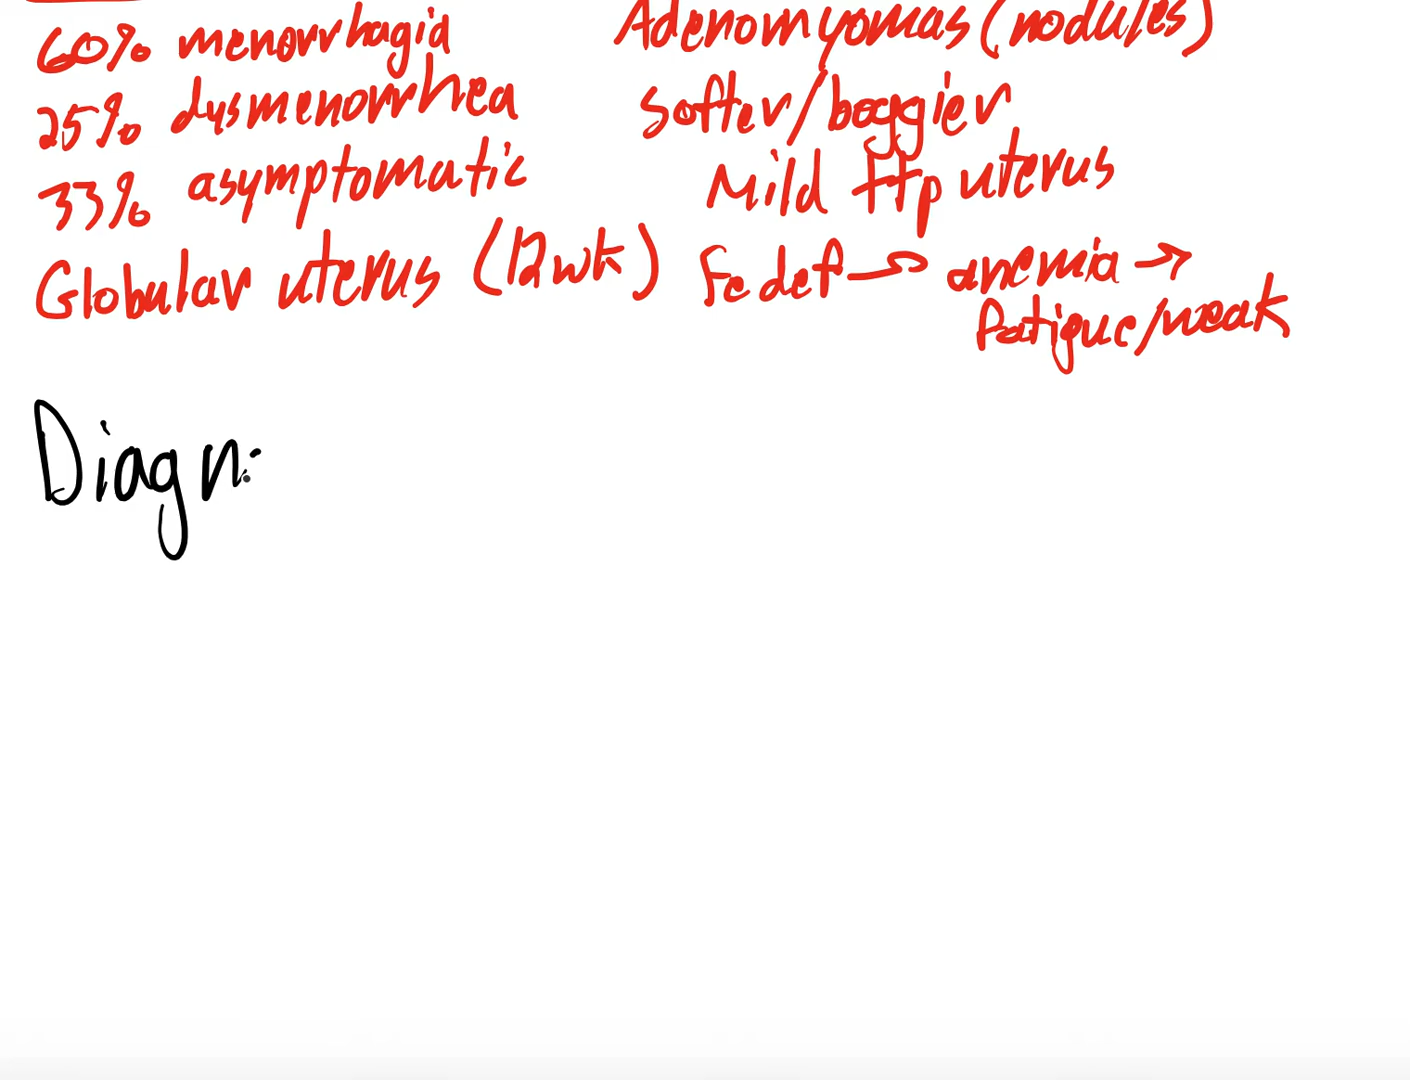 60% menorrhagia
25% dysmenorrhea
33% asymptomatic
Globular uterus (12wk)
Adenomyomas (nodules)
Softer/boggier
Mild ttp uterus
Fe def → anemia →
fatigue/weak
Diagn: